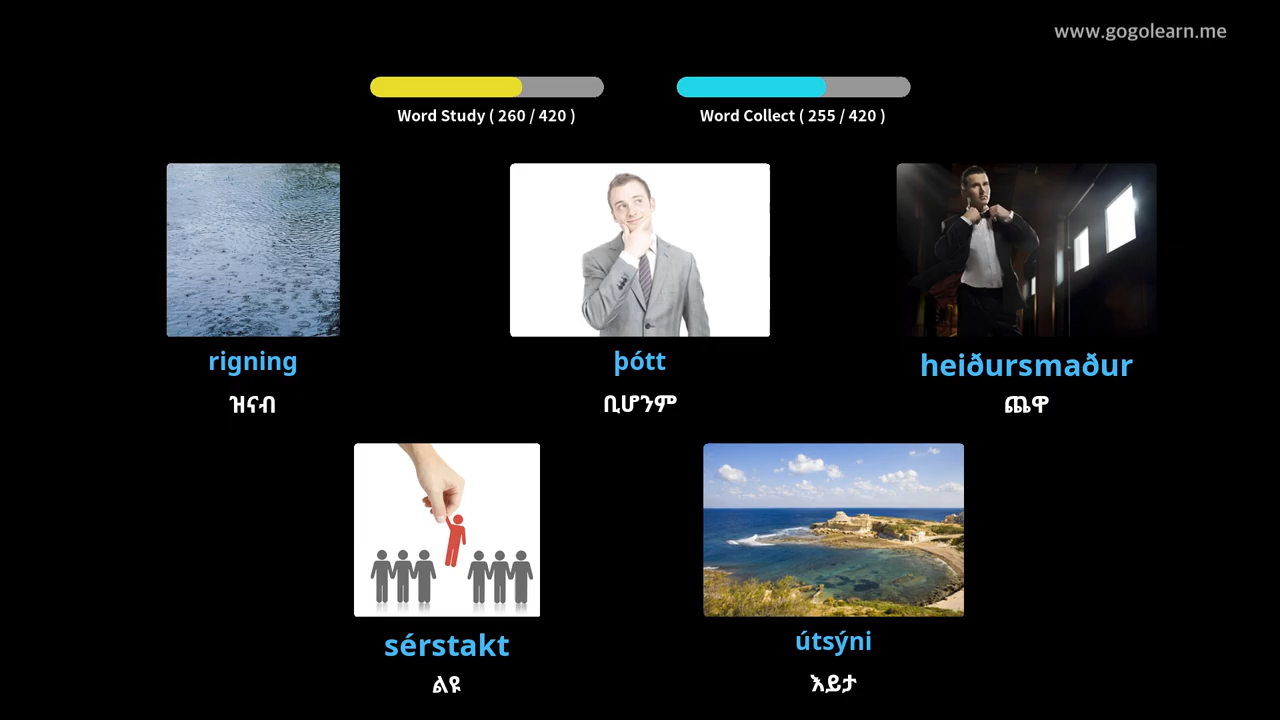 www.gogolearn.me
Word Study ( 260 / 420 )
Word Collect ( 255 / 420 )
rigning
ዝናብ
þótt
ቢሆንም
heiðursmaður
ጨዋ
sérstakt
ልዩ
útsýni
እይታ